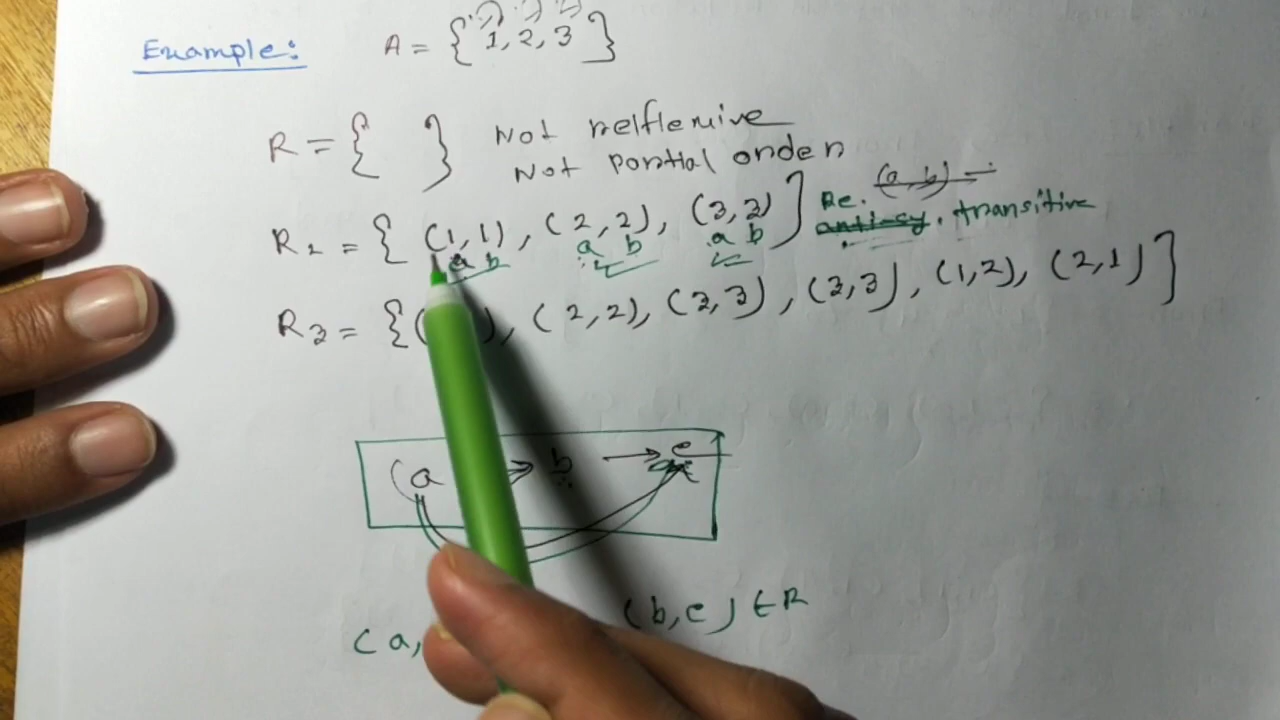 Example:
A = { 1, 2, 3 }
R = { } Not relflexive
Not partial order
(a, b) —
R2 = { (1,1), (2,2), (3,3) } Re. anti-sy. transitive
a b a b a b
R3 = { ( ), (2,2), (3,3), (3,3), (1,2), (2,1) }
(a → b → c
(a, (b,c) ∈ R